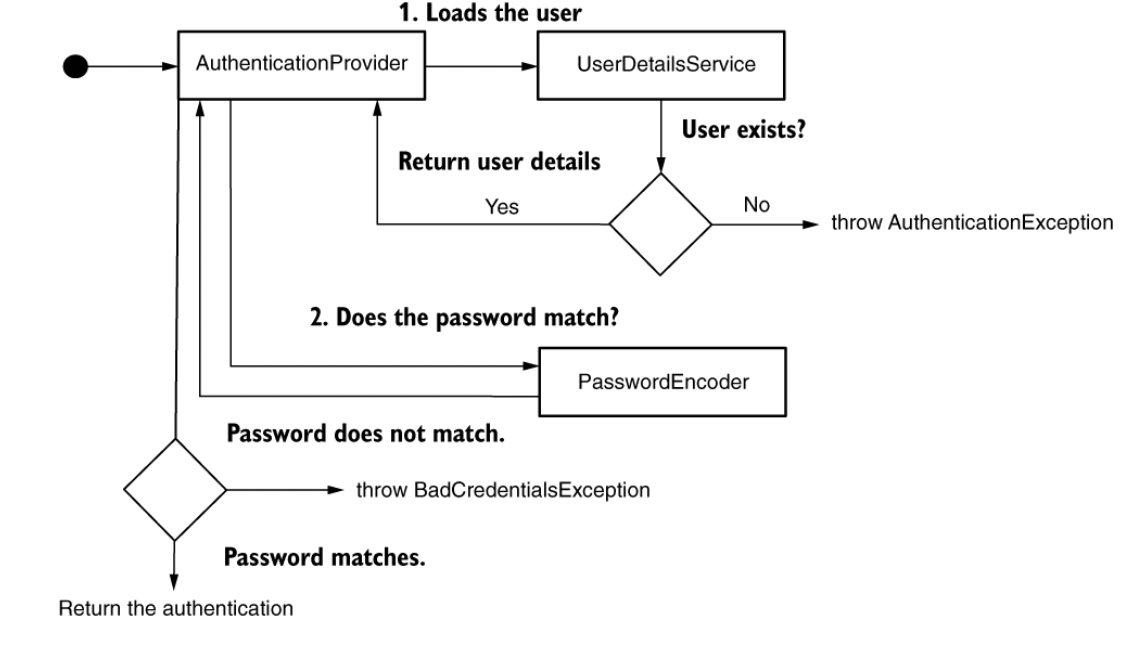 1. Loads the user
AuthenticationProvider
UserDetailsService
User exists?
Return user details
Yes
No
throw AuthenticationException
2. Does the password match?
PasswordEncoder
Password does not match.
throw BadCredentialsException
Password matches.
Return the authentication